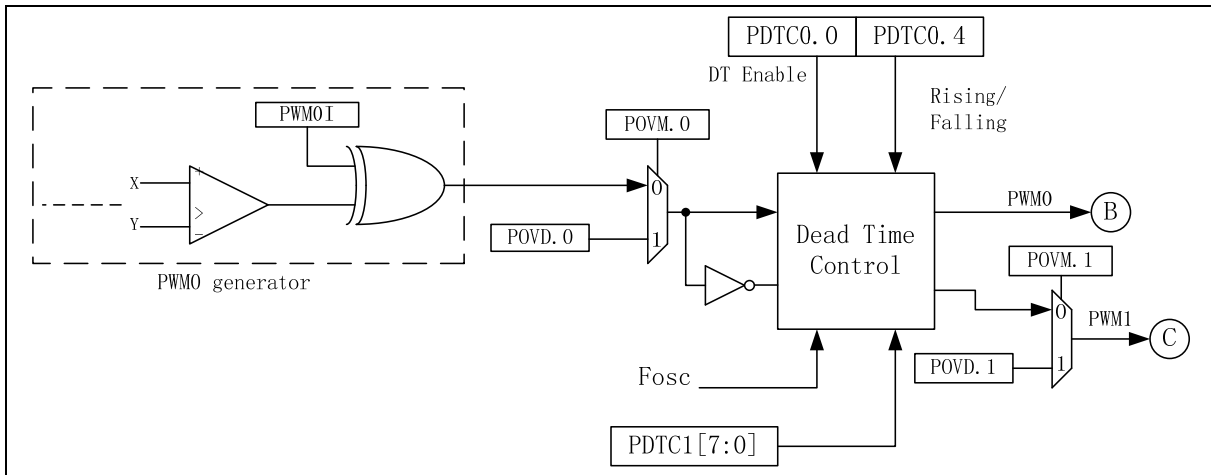 PDTC0.0
PDTC0.4
DT Enable
Rising/
Falling
PWM0I
POVM.0
X
+
>
Y
−
0
1
POVD.0
PWM0 generator
Dead Time
Control
PWM0
B
POVM.1
0
1
PWM1
C
POVD.1
Fosc
PDTC1[7:0]